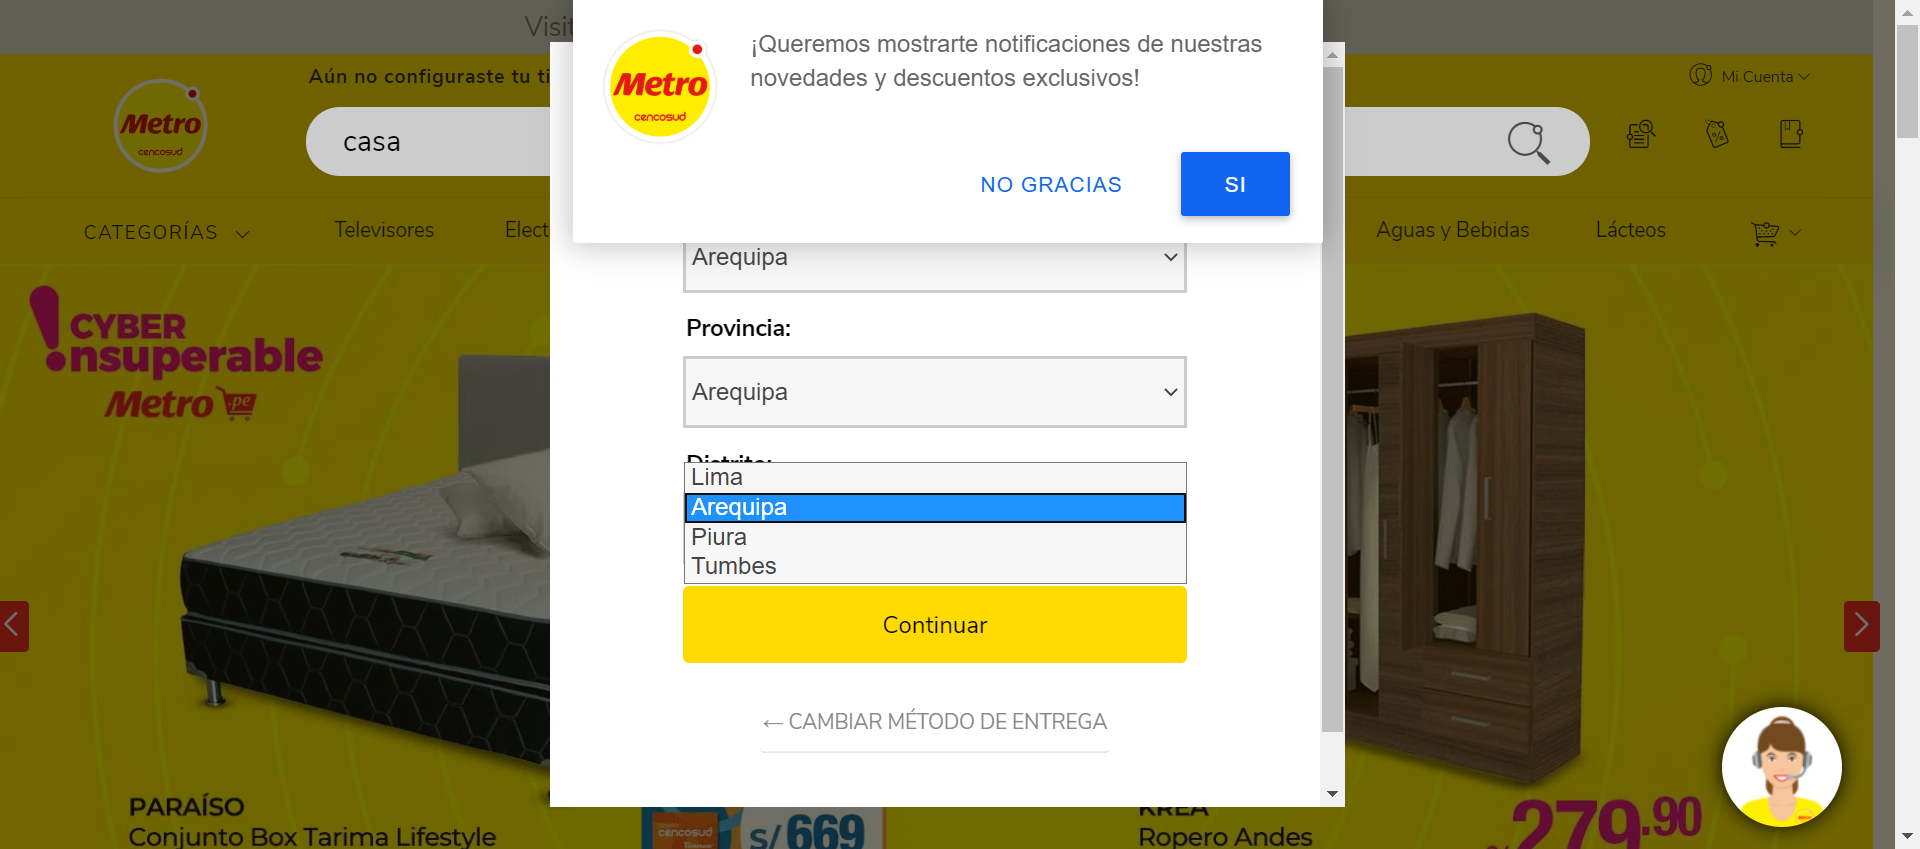 Visit
¡Queremos mostrarte notificaciones de nuestras
novedades y descuentos exclusivos!
Metro
cencosud
NO GRACIAS
SI
Aún no configuraste tu ti
Mi Cuenta
Metro
cencosud
casa
CATEGORÍAS
Televisores
Elect
Aguas y Bebidas
Lácteos
Arequipa
Provincia:
Arequipa
Distrito:
Lima
Arequipa
Piura
Tumbes
Continuar
← CAMBIAR MÉTODO DE ENTREGA
CYBER
nsuperable
Metro .pe
PARAÍSO
Conjunto Box Tarima Lifestyle
cencosud
S/ 669
KREA
Ropero Andes
279.90